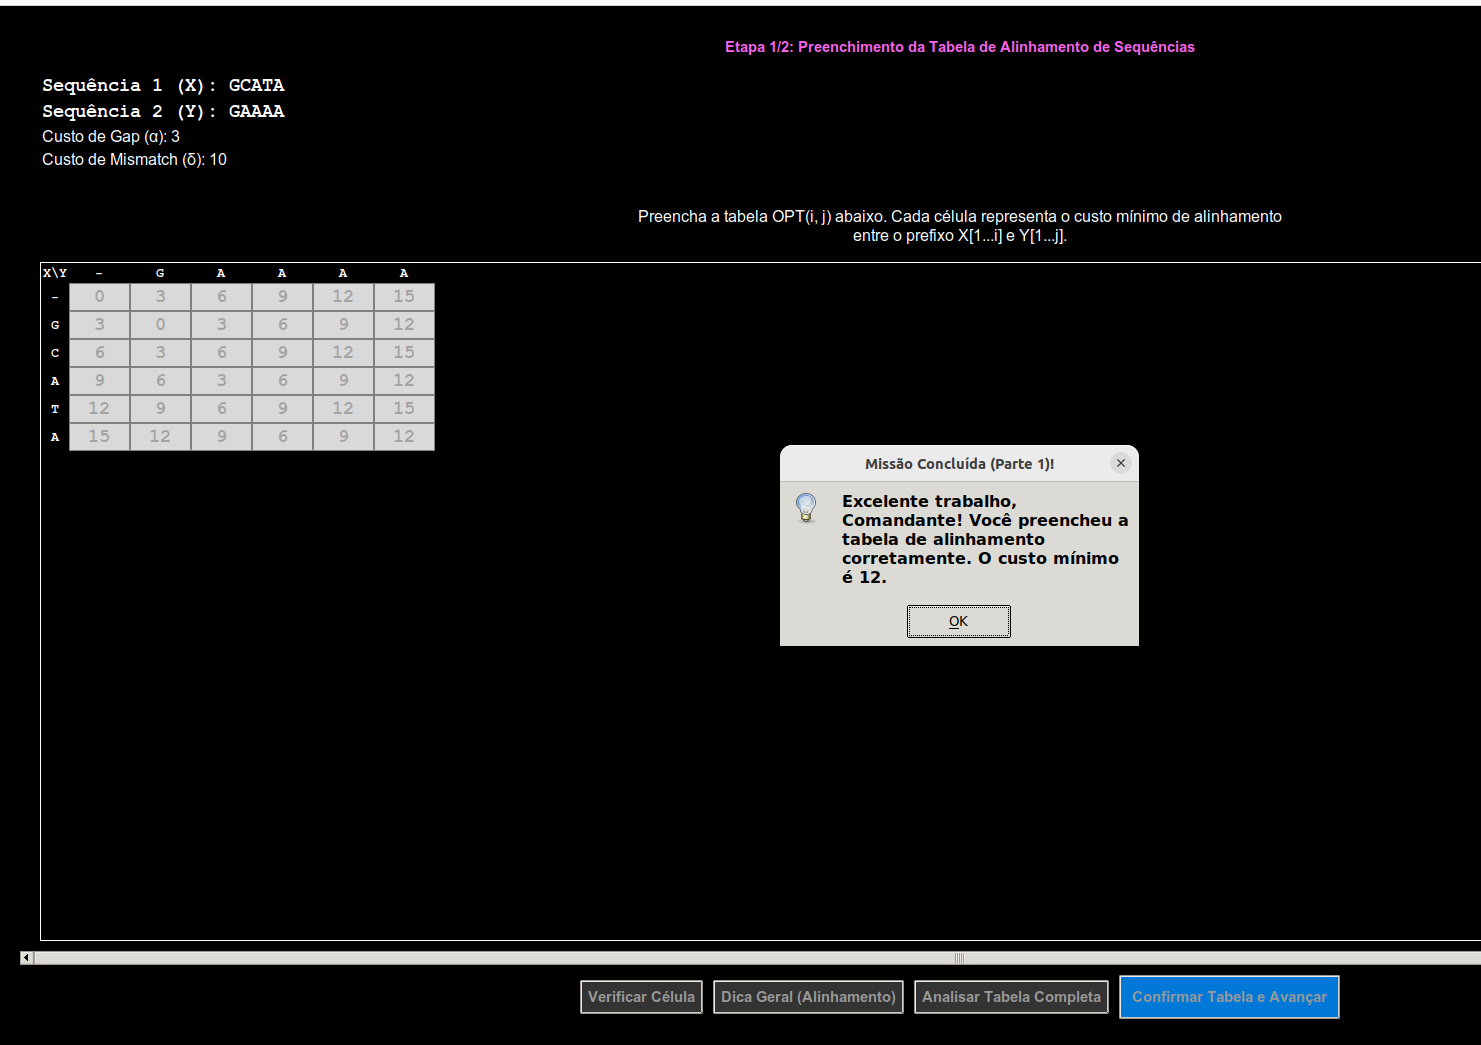 Etapa 1/2: Preenchimento da Tabela de Alinhamento de Sequências
Sequência 1 (X): GCATA
Sequência 2 (Y): GAAAA
Custo de Gap (α): 3
Custo de Mismatch (δ): 10
Preencha a tabela OPT(i, j) abaixo. Cada célula representa o custo mínimo de alinhamento
entre o prefixo X[1...i] e Y[1...j].
X\Y - G A A A A
- 0 3 6 9 12 15
G 3 0 3 6 9 12
C 6 3 6 9 12 15
A 9 6 3 6 9 12
T 12 9 6 9 12 15
A 15 12 9 6 9 12
Missão Concluída (Parte 1)!
Excelente trabalho,
Comandante! Você preencheu a
tabela de alinhamento
corretamente. O custo mínimo
é 12.
OK
Verificar Célula
Dica Geral (Alinhamento)
Analisar Tabela Completa
Confirmar Tabela e Avançar